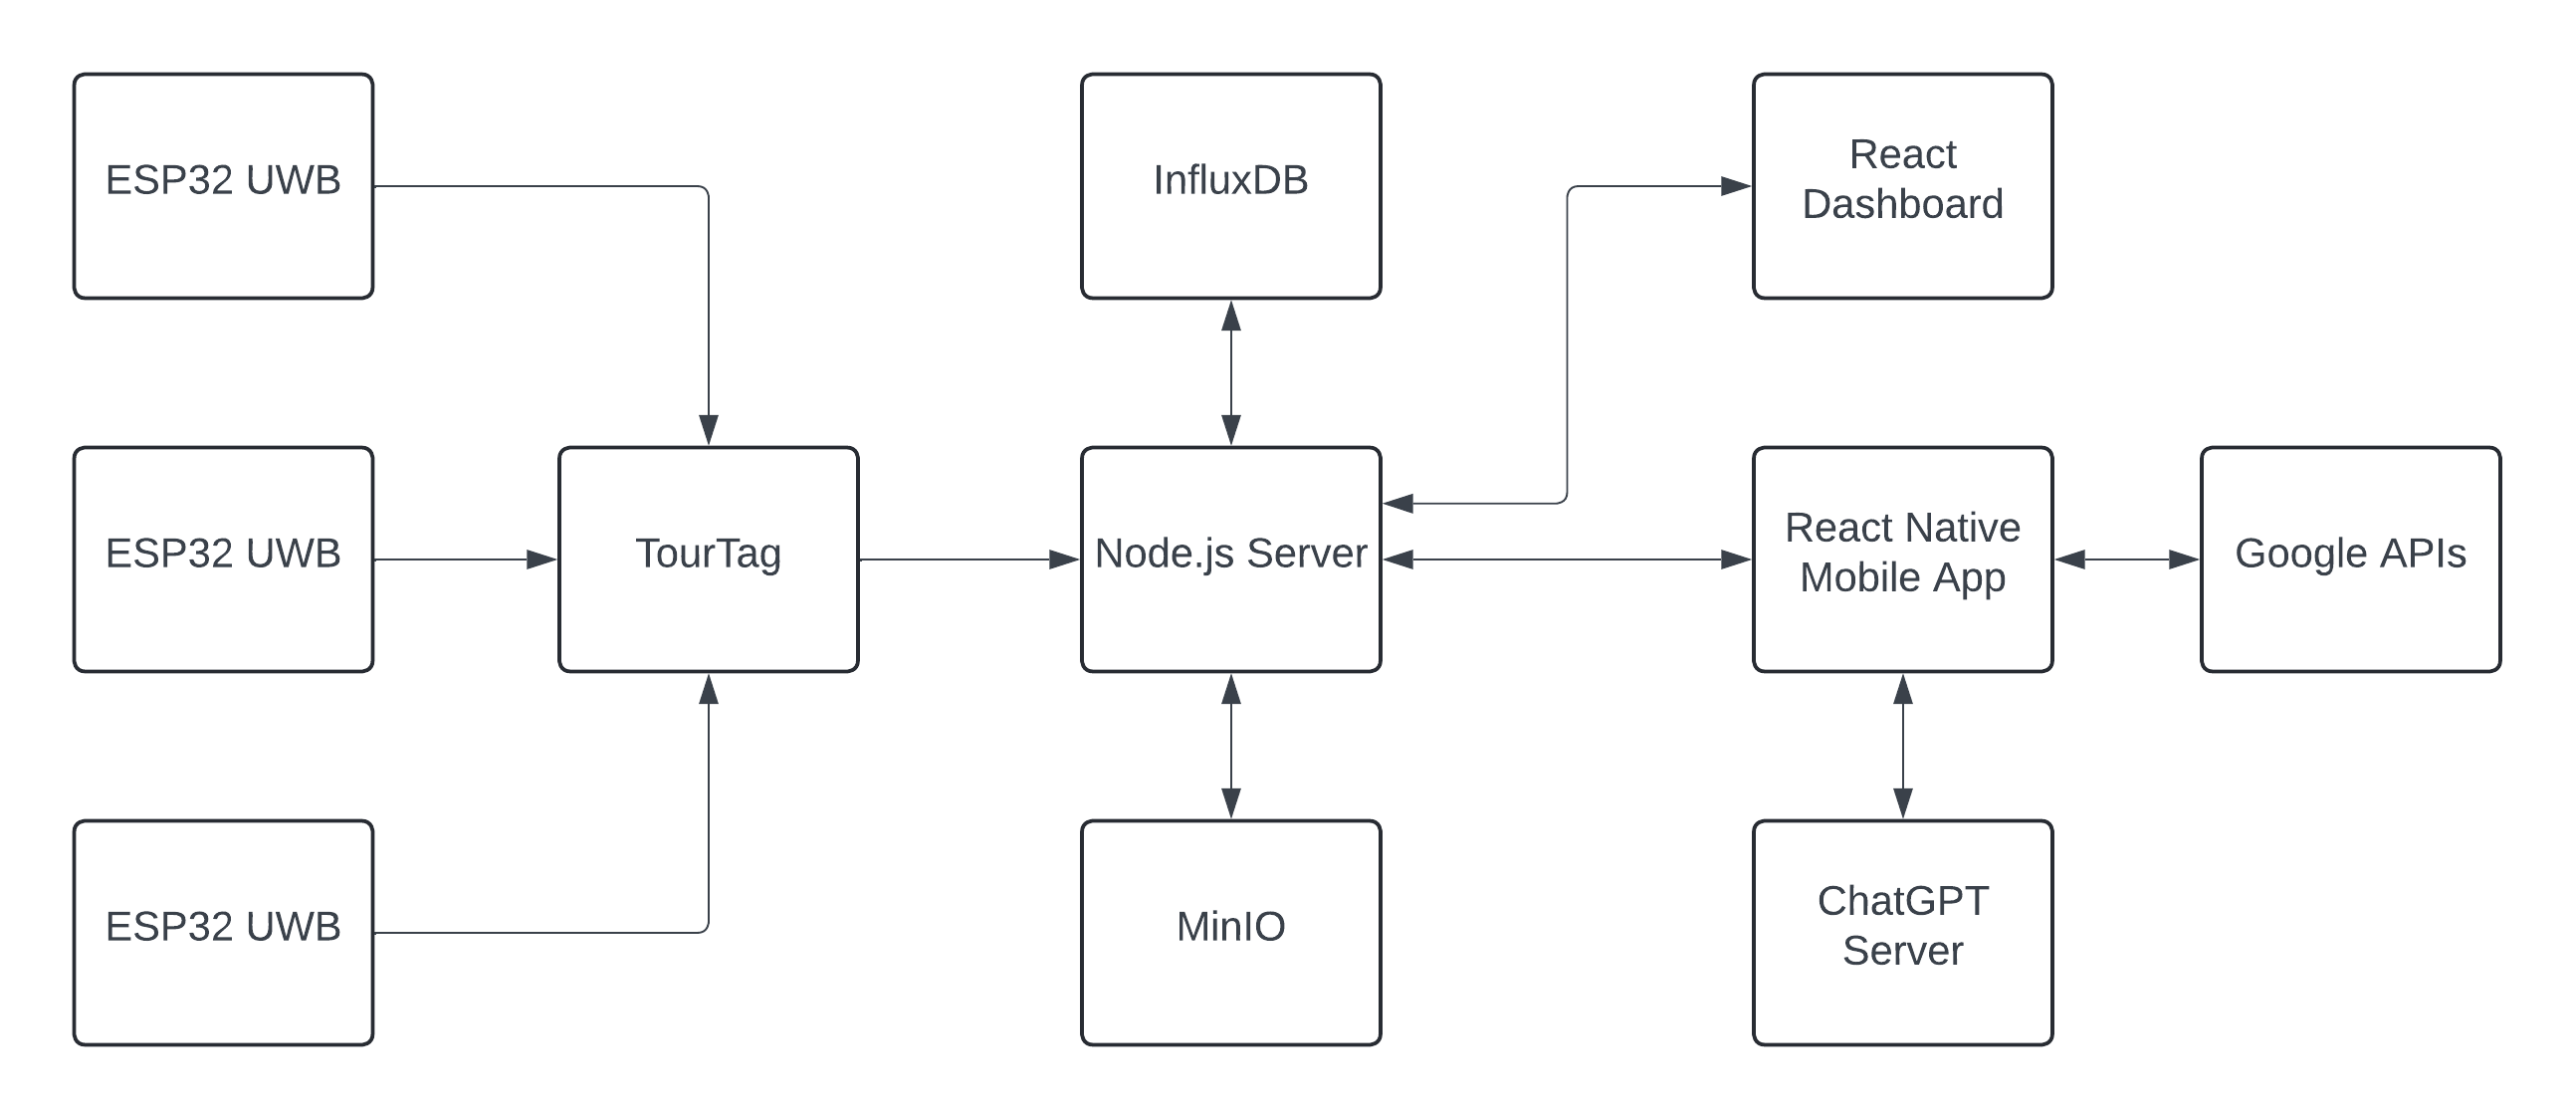 ESP32 UWB
InfluxDB
React
Dashboard
ESP32 UWB
TourTag
Node.js Server
React Native
Mobile App
Google APIs
ESP32 UWB
MinIO
ChatGPT
Server